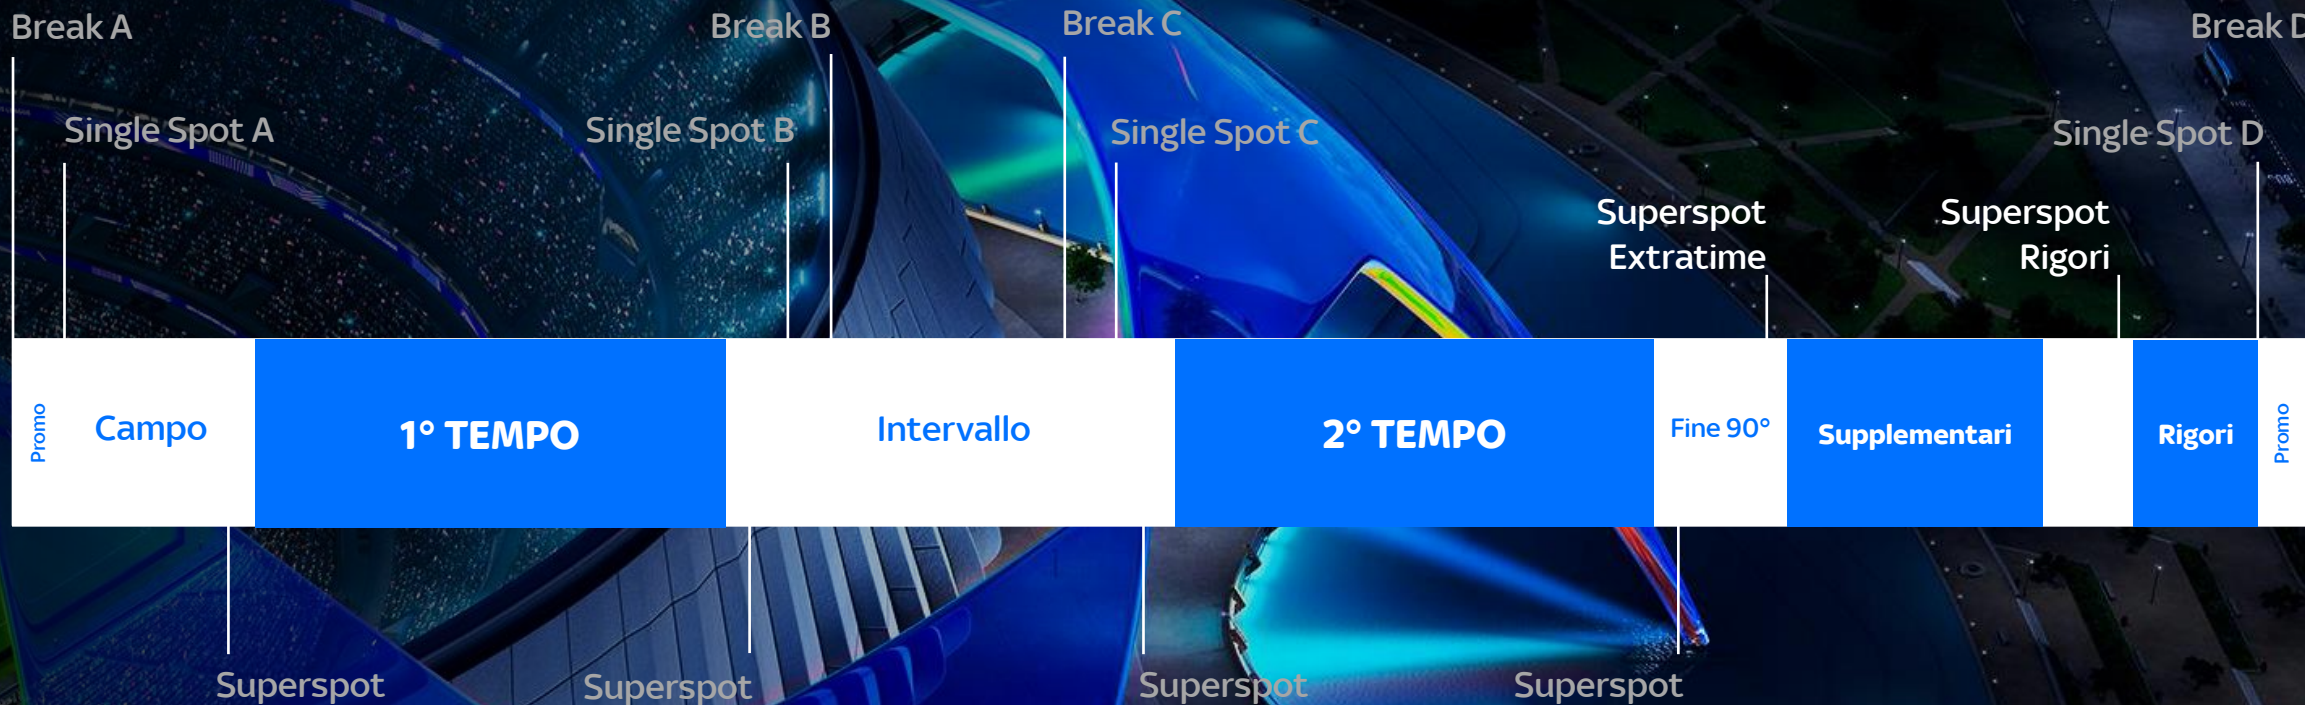 Break A
Break B
Break C
Break D
Single Spot A
Single Spot B
Single Spot C
Single Spot D
Superspot
Extratime
Superspot
Rigori
Promo
Campo
1° TEMPO
Intervallo
2° TEMPO
Fine 90°
Supplementari
Rigori
Promo
Superspot
Superspot
Superspot
Superspot